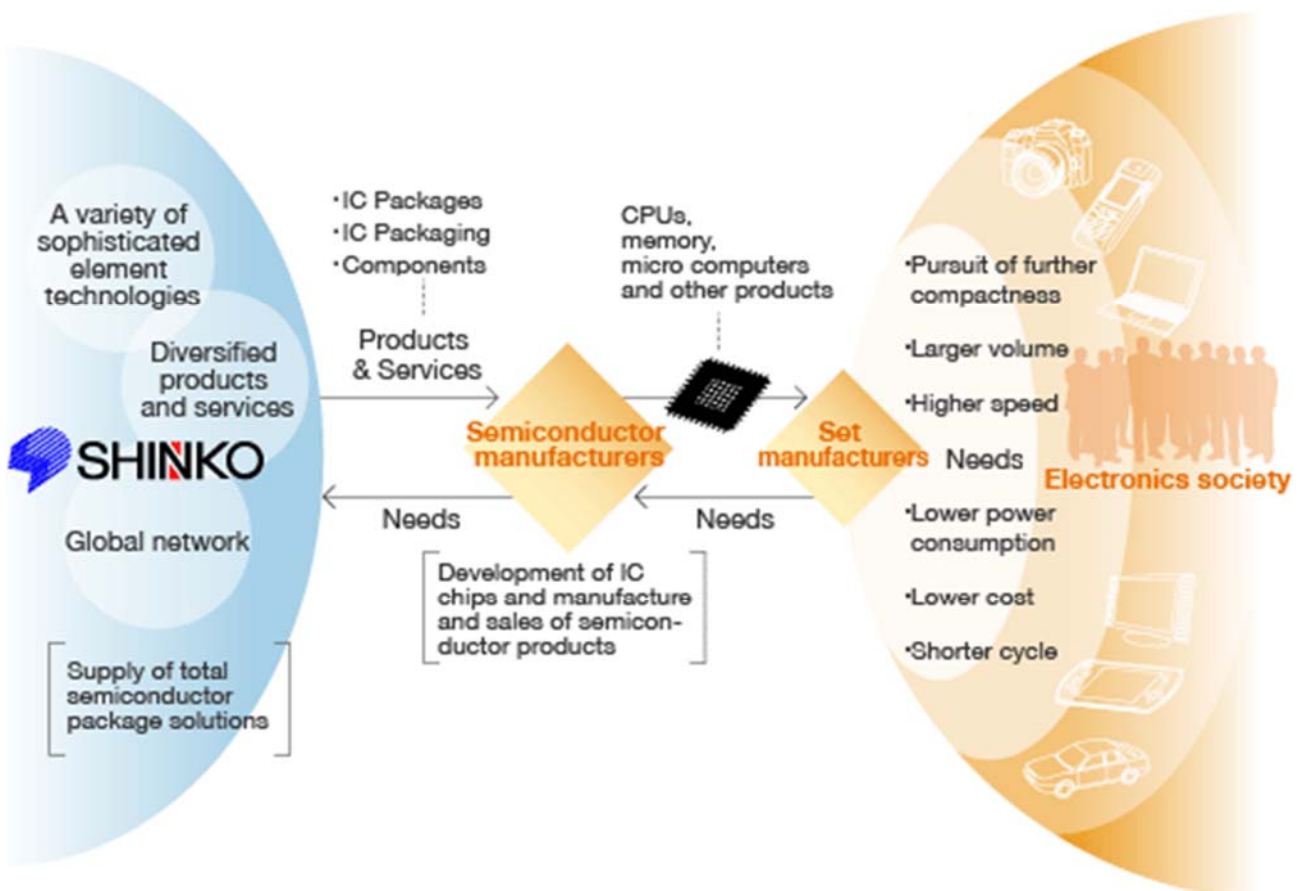 A variety of
sophisticated
element
technologies
Diversified
products
and services
SHINKO
Global network
Supply of total
semiconductor
package solutions
・IC Packages
・IC Packaging
・Components
Products
& Services
Semiconductor
manufacturers
Needs
Development of IC
chips and manufacture
and sales of semicon-
ductor products
CPUs,
memory,
micro computers
and other products
Set
manufacturers
Needs
・Pursuit of further
compactness
・Larger volume
・Higher speed
Needs
・Lower power
consumption
・Lower cost
・Shorter cycle
Electronics society